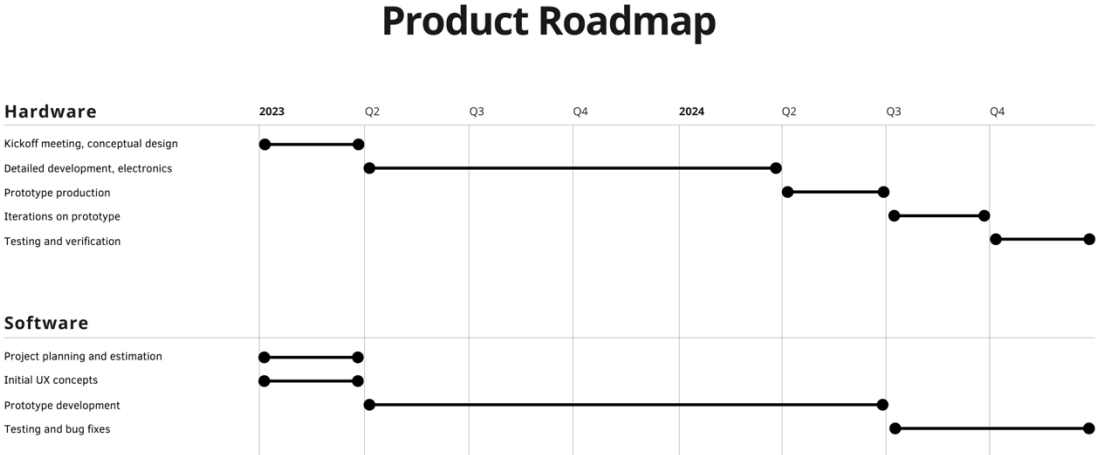 Product Roadmap
Hardware 2023 Q2 Q3 Q4 2024 Q2 Q3 Q4
Kickoff meeting, conceptual design
Detailed development, electronics
Prototype production
Iterations on prototype
Testing and verification
Software
Project planning and estimation
Initial UX concepts
Prototype development
Testing and bug fixes